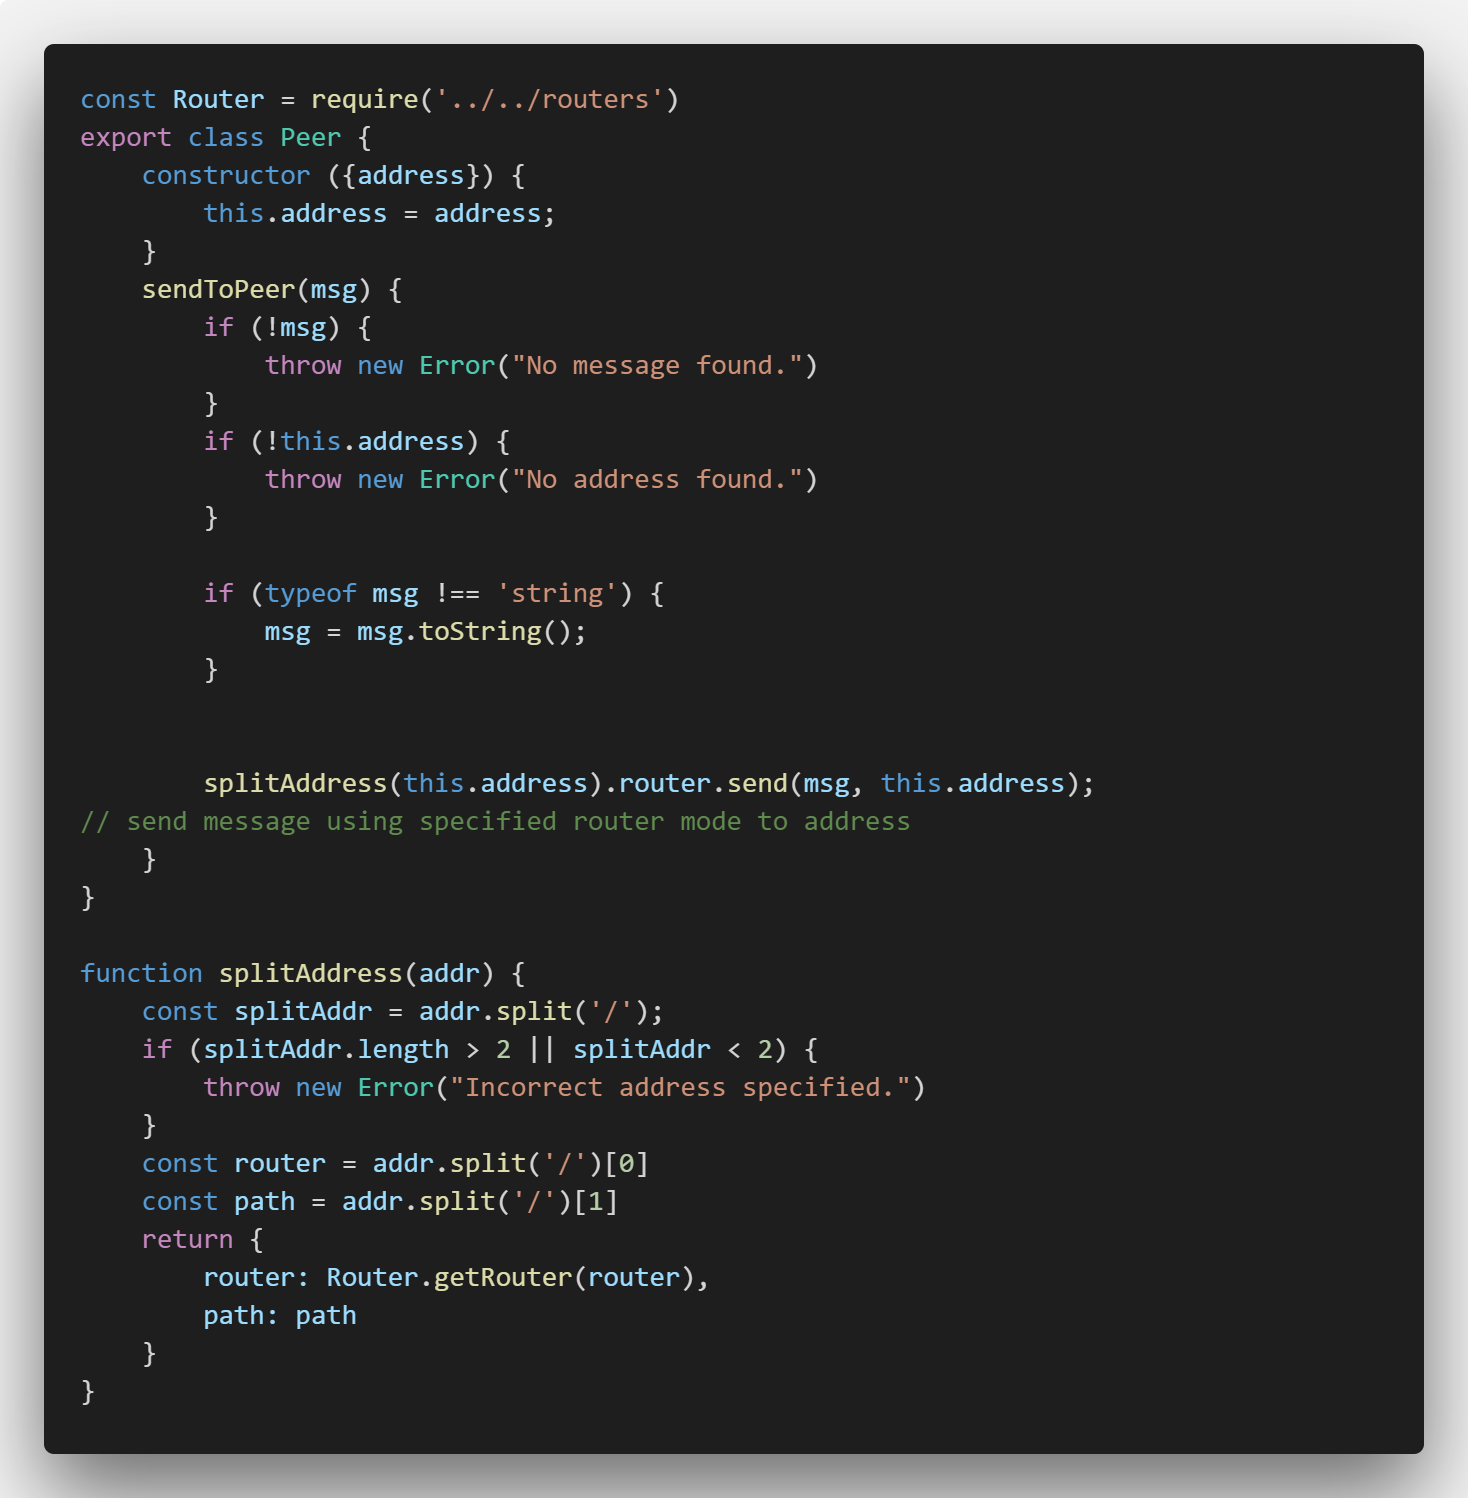 const Router = require('../../routers')
export class Peer {
    constructor ({address}) {
        this.address = address;
    }
    sendToPeer(msg) {
        if (!msg) {
            throw new Error("No message found.")
        }
        if (!this.address) {
            throw new Error("No address found.")
        }

        if (typeof msg !== 'string') {
            msg = msg.toString();
        }


        splitAddress(this.address).router.send(msg, this.address);
// send message using specified router mode to address
    }
}

function splitAddress(addr) {
    const splitAddr = addr.split('/');
    if (splitAddr.length > 2 || splitAddr < 2) {
        throw new Error("Incorrect address specified.")
    }
    const router = addr.split('/')[0]
    const path = addr.split('/')[1]
    return {
        router: Router.getRouter(router),
        path: path
    }
}